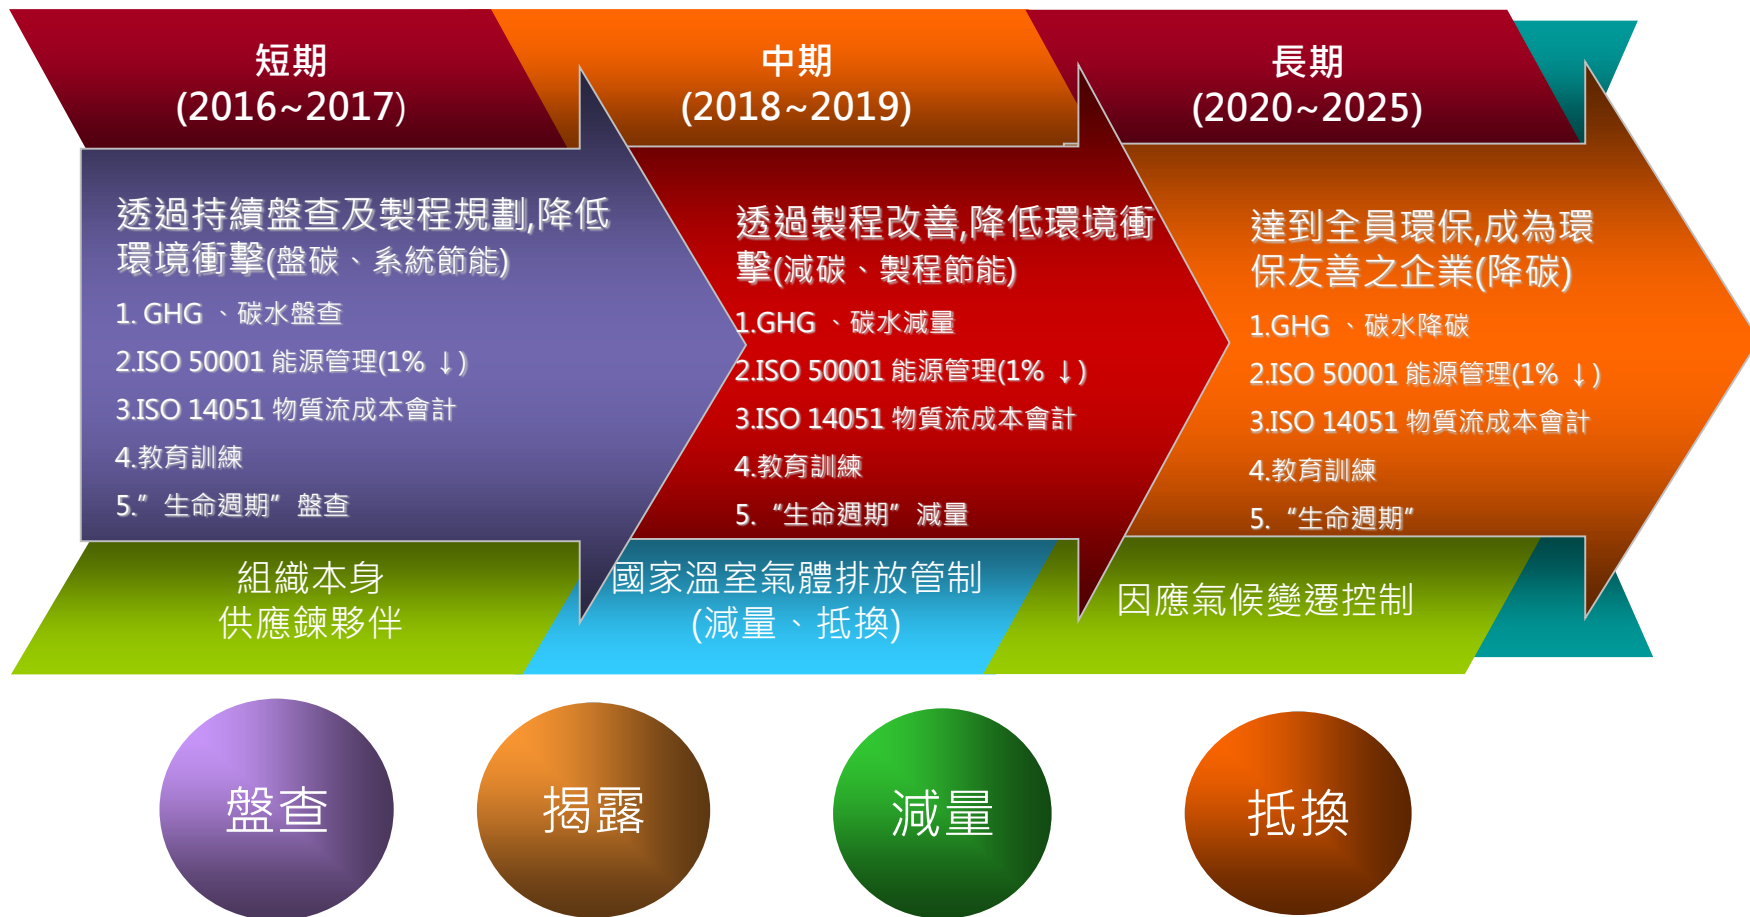 短期
(2016~2017)
透過持續盤查及製程規劃,降低
環境衝擊(盤碳、系統節能)
1. GHG 、碳水盤查
2.ISO 50001 能源管理(1% ↓)
3.ISO 14051 物質流成本會計
4.教育訓練
5.”生命週期”盤查
組織本身
供應鍊夥伴
中期
(2018~2019)
透過製程改善,降低環境衝
擊(減碳、製程節能)
1.GHG 、碳水減量
2.ISO 50001 能源管理(1% ↓)
3.ISO 14051 物質流成本會計
4.教育訓練
5.“生命週期”減量
國家溫室氣體排放管制
(減量、抵換)
長期
(2020~2025)
達到全員環保,成為環
保友善之企業(降碳)
1.GHG 、碳水降碳
2.ISO 50001 能源管理(1% ↓)
3.ISO 14051 物質流成本會計
4.教育訓練
5.“生命週期”
因應氣候變遷控制
盤查
揭露
減量
抵換